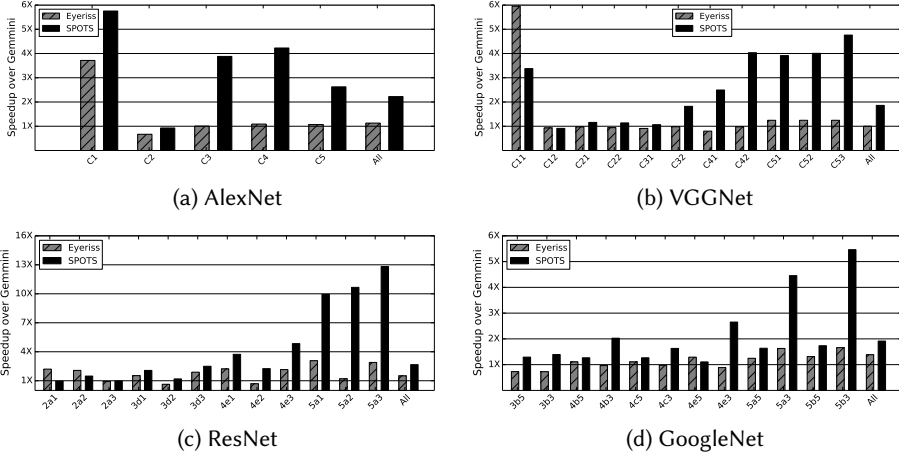 6X
5X
4X
3X
2X
1X
Speedup over Gemmini
Eyeriss
SPOTS
C1 C2 C3 C4 C5 All
(a) AlexNet
6X
5X
4X
3X
2X
1X
Speedup over Gemmini
Eyeriss
SPOTS
C11 C12 C21 C22 C31 C32 C41 C42 C51 C52 C53 All
(b) VGGNet
16X
13X
10X
7X
4X
1X
Speedup over Gemmini
Eyeriss
SPOTS
2a1 2a2 2a3 3d1 3d2 3d3 4e1 4e2 4e3 5a1 5a2 5a3 All
(c) ResNet
6X
5X
4X
3X
2X
1X
Speedup over Gemmini
Eyeriss
SPOTS
3b5 3b3 4b5 4b3 4c5 4c3 4e5 4e3 5a5 5a3 5b5 5b3 All
(d) GoogleNet